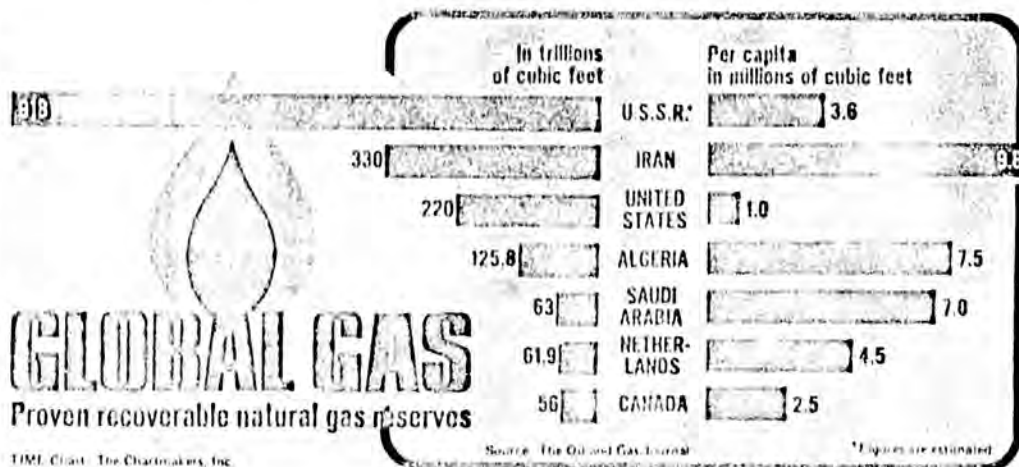 In trillions
of cubic feet
Per capita
in millions of cubic feet
U.S.S.R.* 3.6
330 IRAN
220 UNITED STATES 1.0
125.8 ALGERIA 7.5
63 SAUDI ARABIA 7.0
61.9 NETHER-LANDS 4.5
56 CANADA 2.5
GLOBAL GAS
Proven recoverable natural gas reserves
TIME Chart: The Chartmakers, Inc.
Source: The Oil and Gas Journal
*Figures are estimated